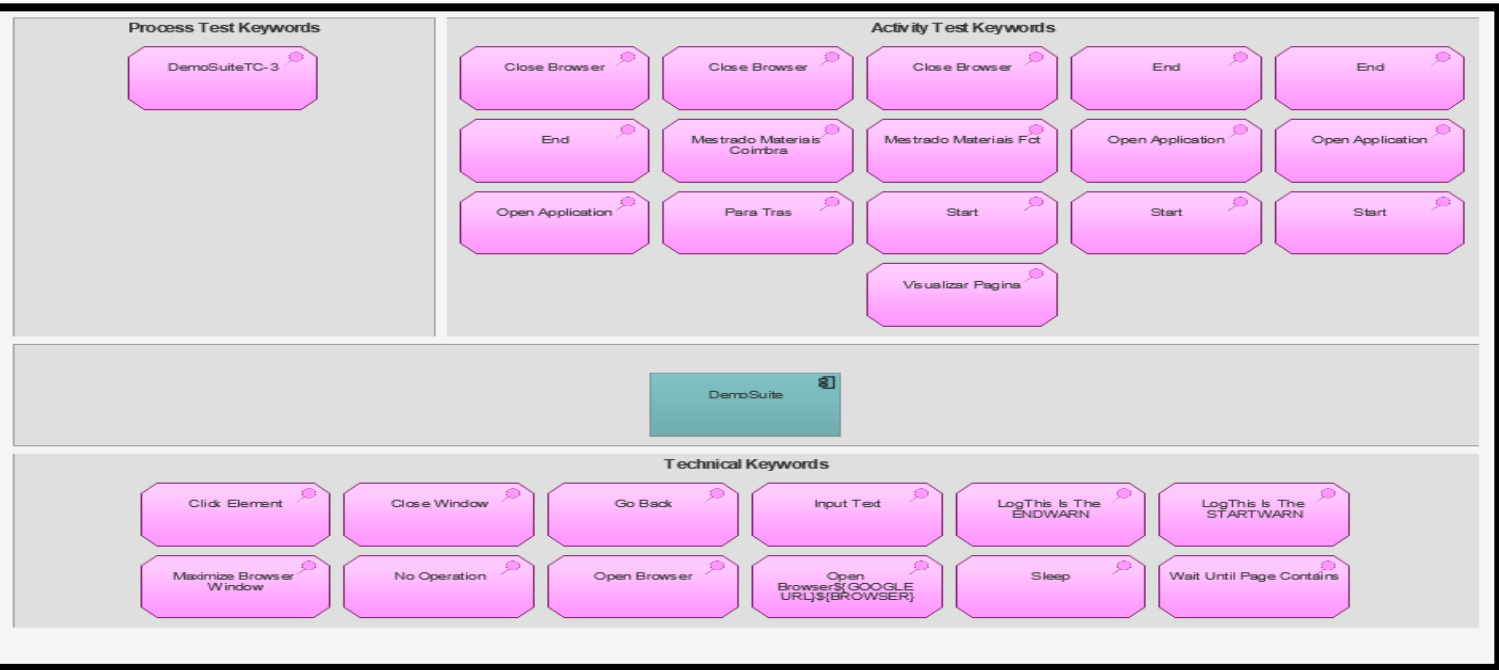 Process Test Keywords
DemoSuiteTC-3
Activity Test Keywords
Close Browser
Close Browser
Close Browser
End
End
End
Mestrado Materiais
Coimbra
Mestrado Materiais Fct
Open Application
Open Application
Open Application
Para Tras
Start
Start
Start
Visualizar Pagina
DemoSuite
Technical Keywords
Click Element
Close Window
Go Back
Input Text
LogThis Is The
ENDWARN
LogThis Is The
STARTWARN
Maximize Browser
Window
No Operation
Open Browser
Open
Browser${GOOGLE
URL}${BROWSER}
Sleep
Wait Until Page Contains